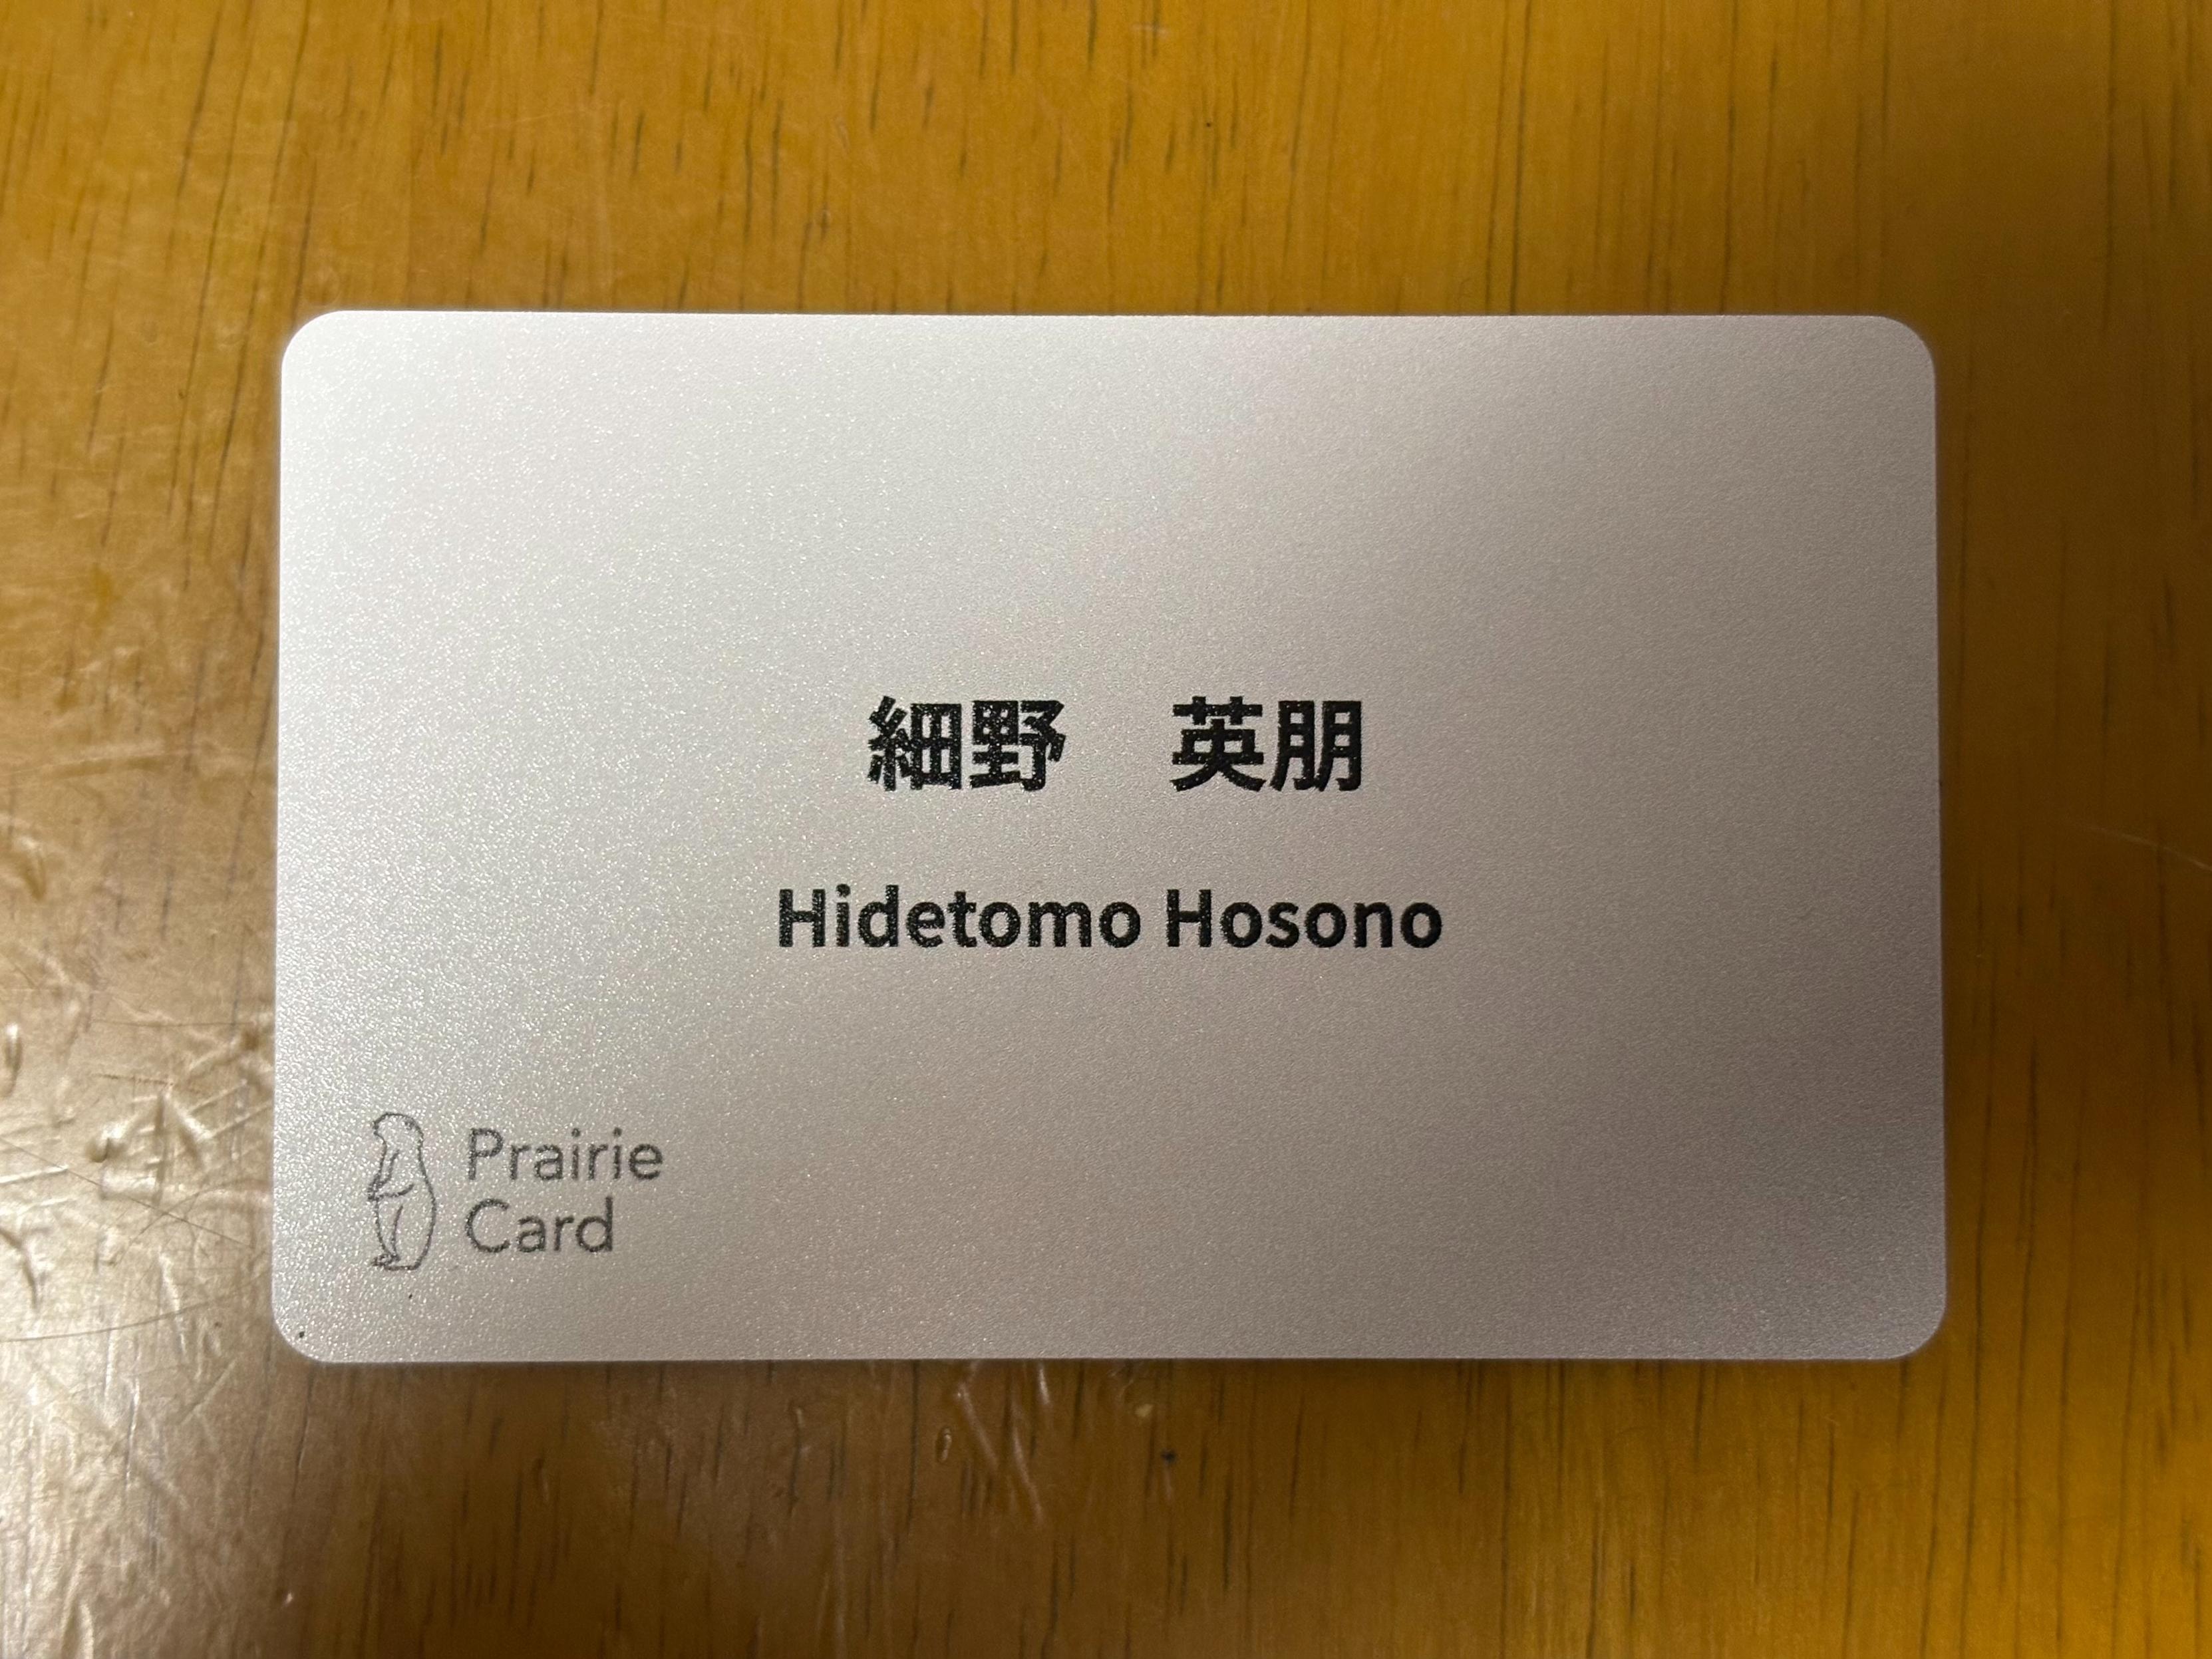 細野　英朋
Hidetomo Hosono
Prairie
Card